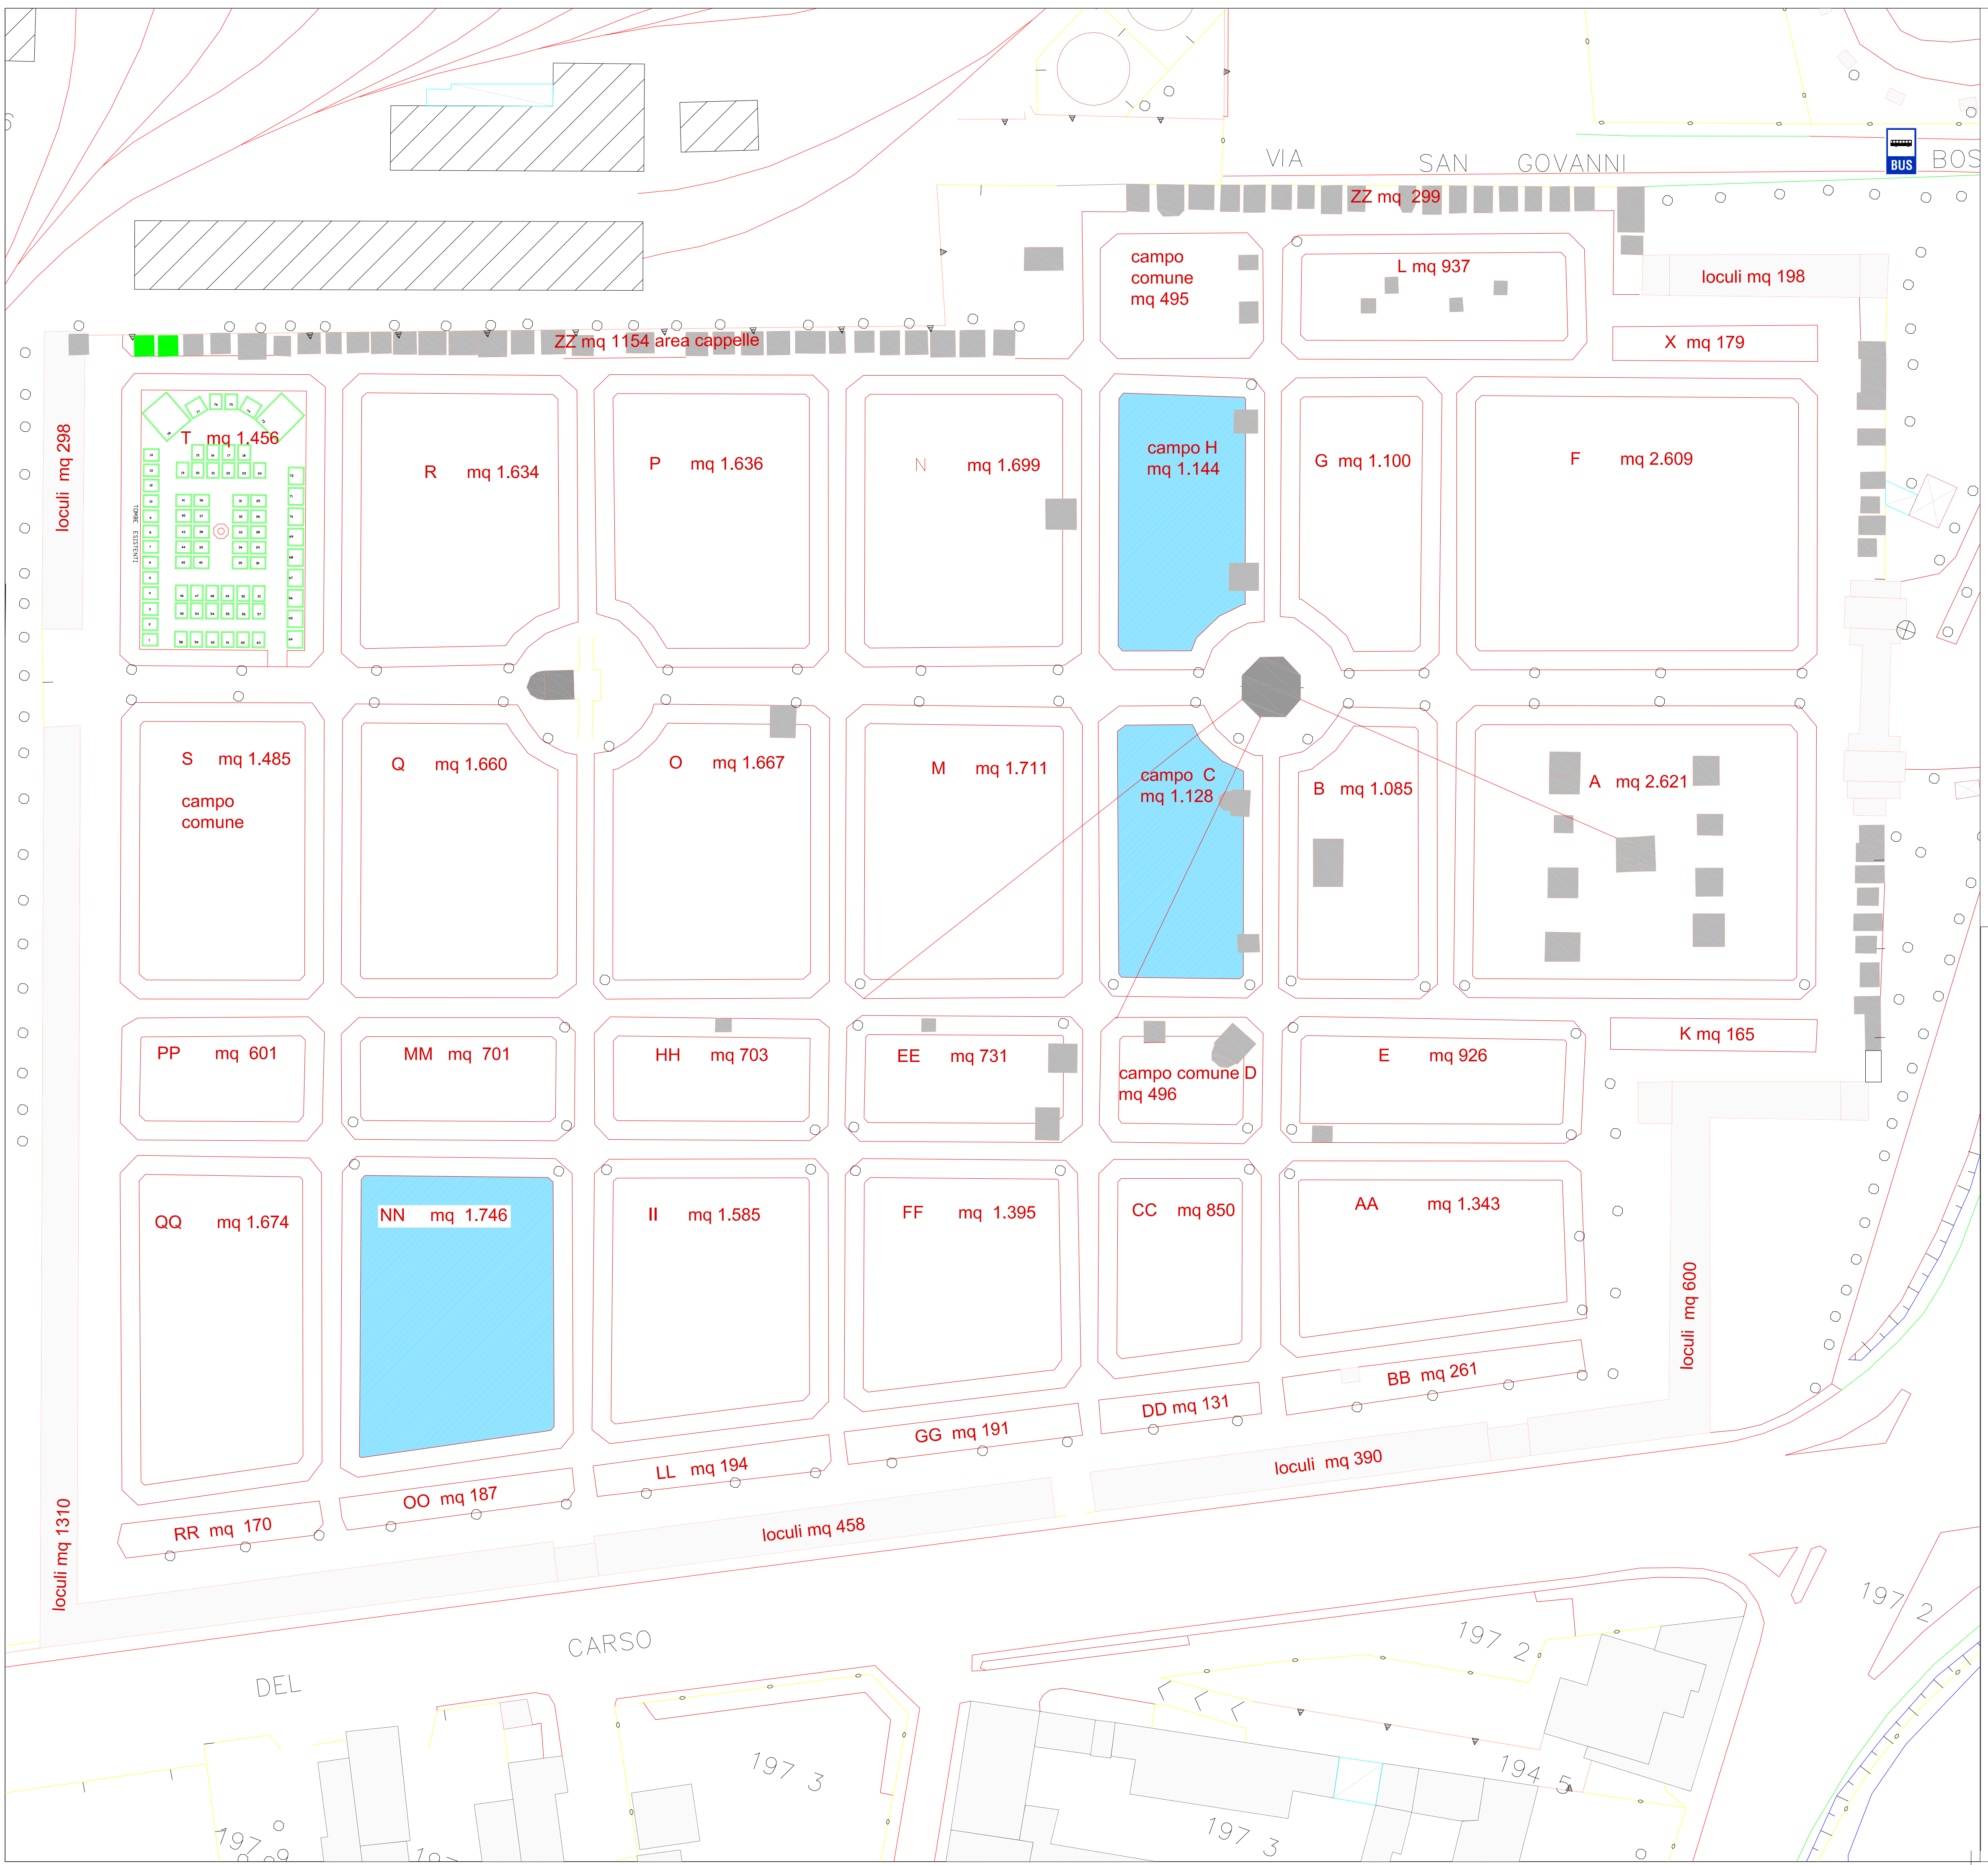 VIA SAN GOVANNI BOS
BUS
ZZ mq 299
campo
comune
mq 495
L mq 937
loculi mq 198
X mq 179
ZZ mq 1154 area cappelle
loculi mq 298
T mq 1.456
TOMBE ESISTENTI
R mq 1.634
P mq 1.636
N mq 1.699
campo H
mq 1.144
G mq 1.100
F mq 2.609
S mq 1.485
campo
comune
Q mq 1.660
O mq 1.667
M mq 1.711
campo C
mq 1.128
B mq 1.085
A mq 2.621
PP mq 601
MM mq 701
HH mq 703
EE mq 731
campo comune D
mq 496
E mq 926
K mq 165
QQ mq 1.674
NN mq 1.746
II mq 1.585
FF mq 1.395
CC mq 850
AA mq 1.343
loculi mq 600
BB mq 261
DD mq 131
GG mq 191
LL mq 194
OO mq 187
RR mq 170
loculi mq 390
loculi mq 458
loculi mq 1310
DEL CARSO
197 2
197 2
197 3
194 5
197 3